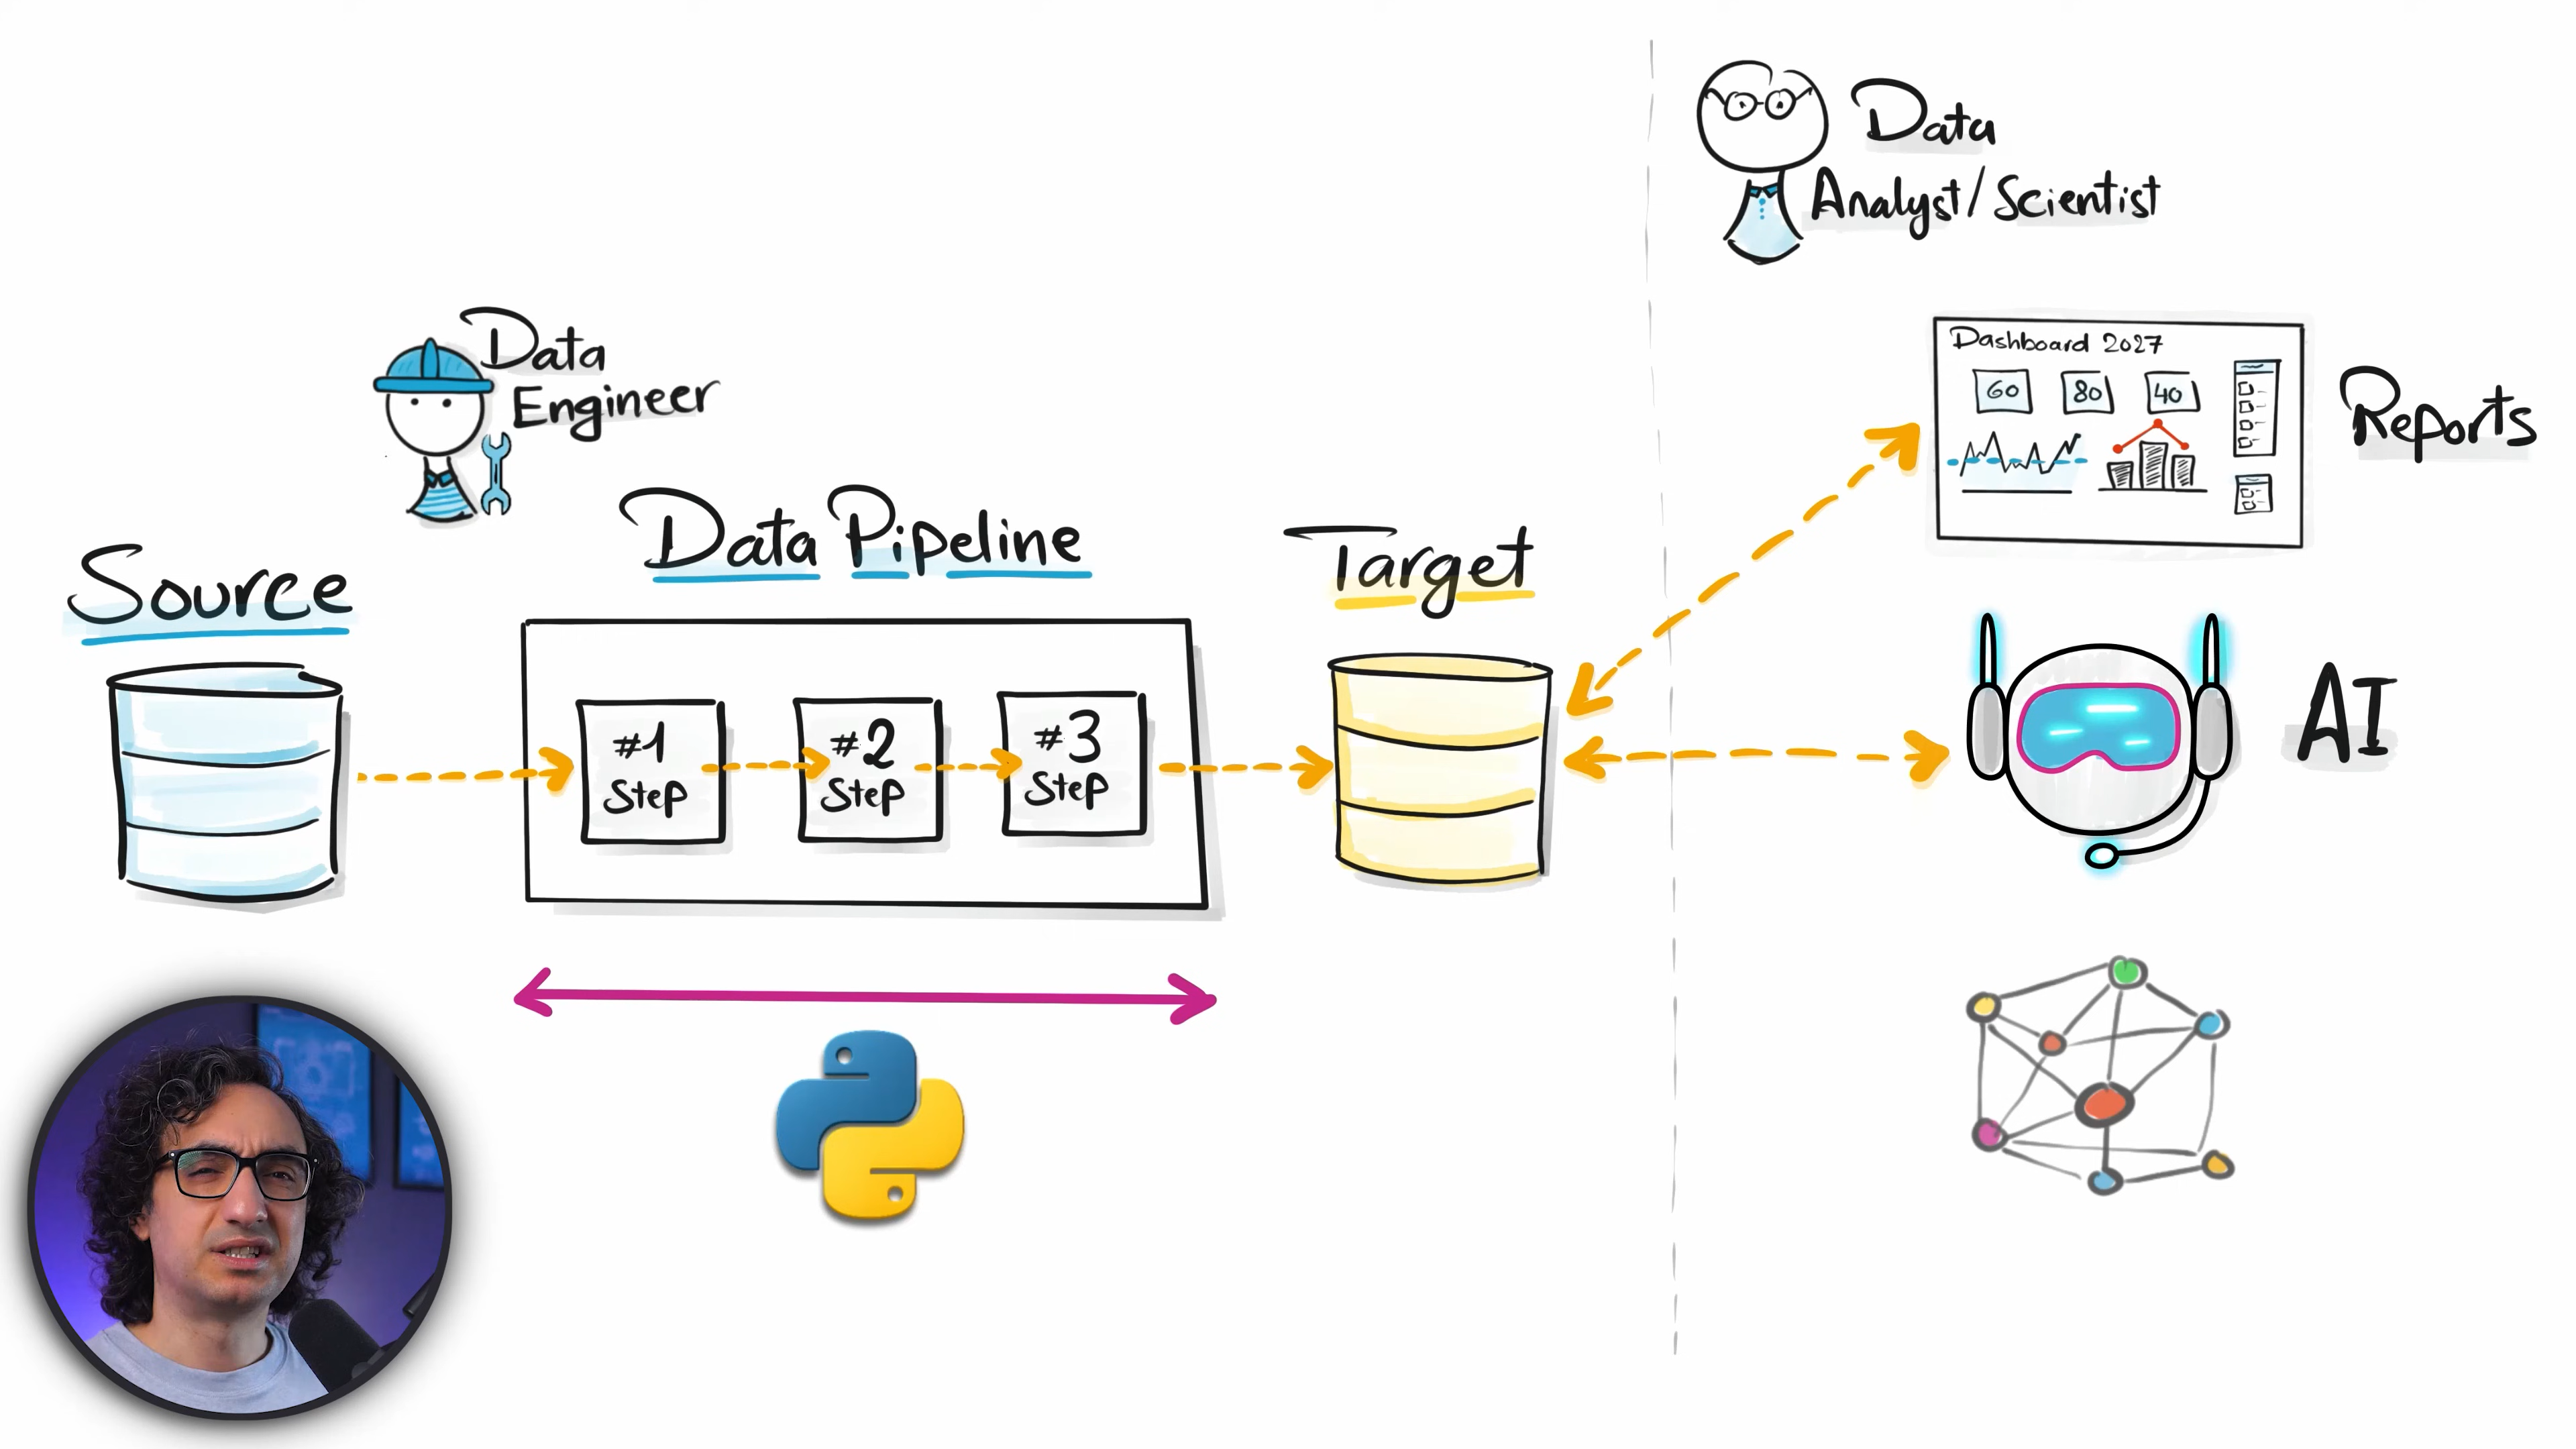 Data
Analyst/Scientist
Data
Engineer
Dashboard 2027
60
80
40
Reports
Source
Data Pipeline
Target
#1
Step
#2
Step
#3
Step
AI